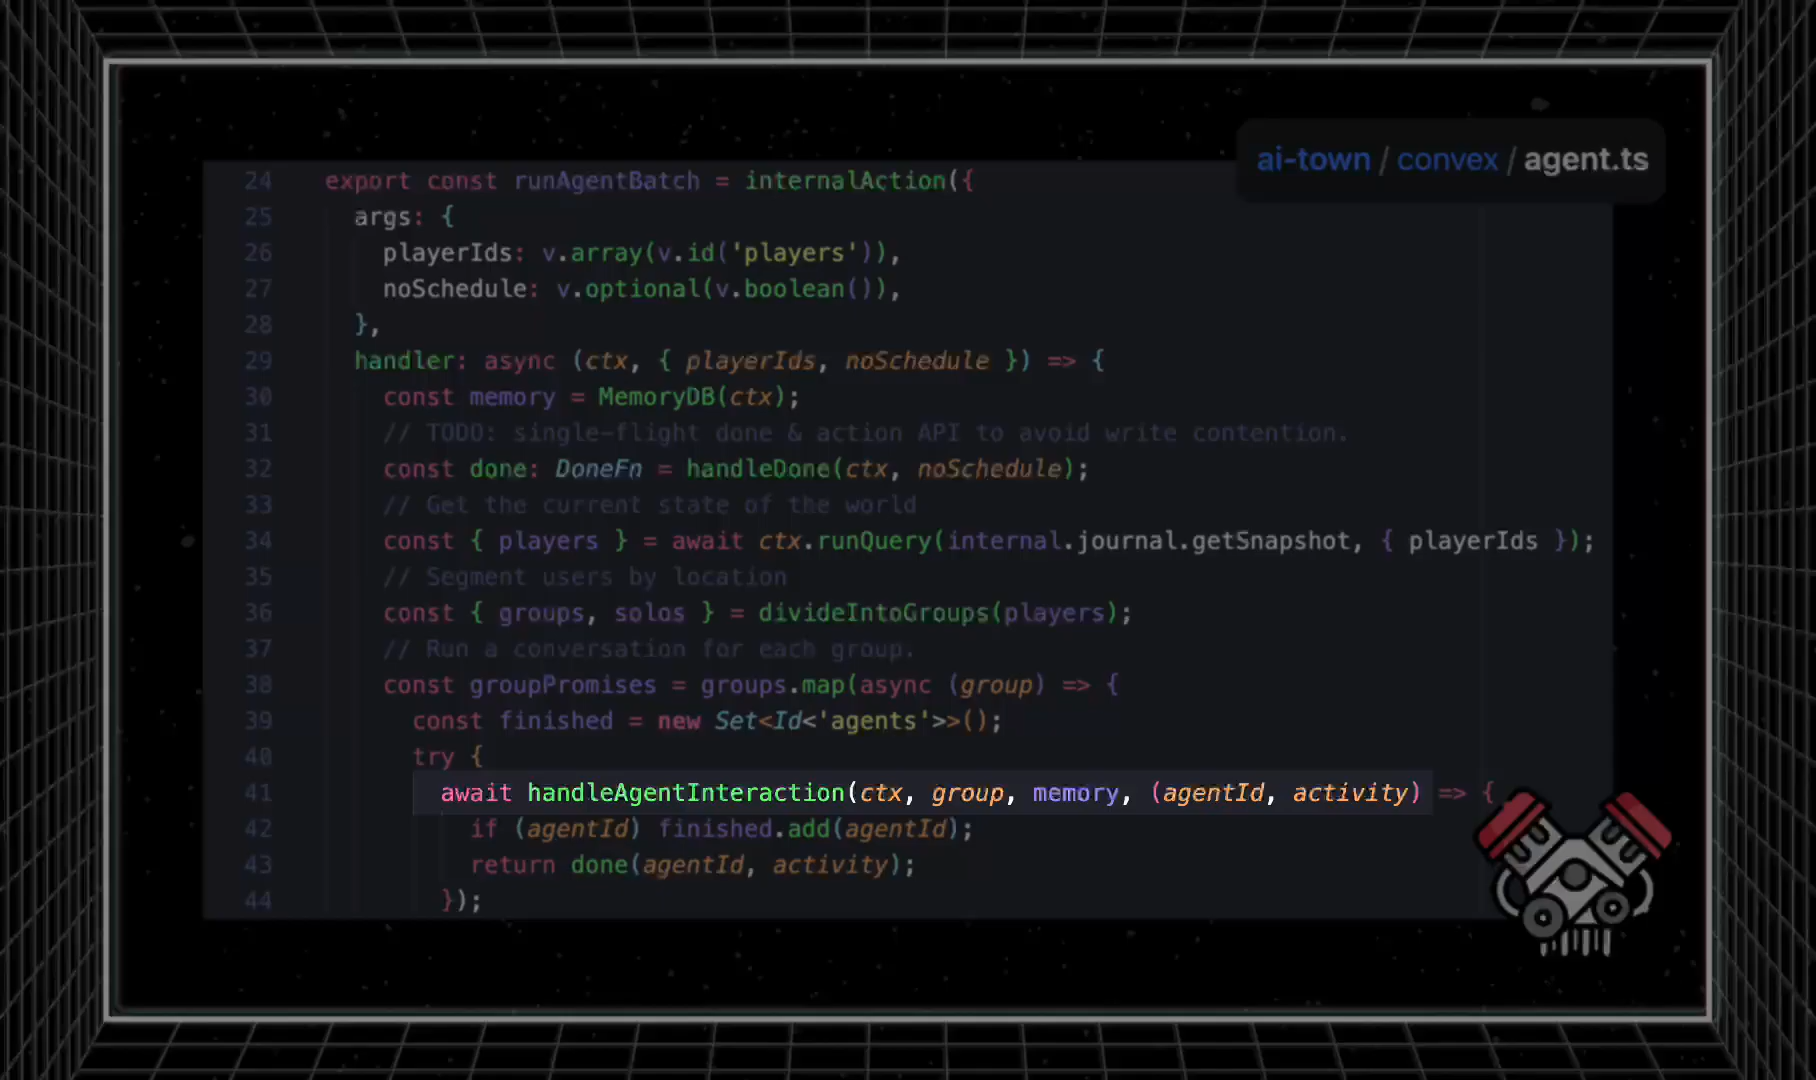 ai-town / convex / agent.ts
24 export const runAgentBatch = internalAction({
25 args: {
26 playerIds: v.array(v.id('players')),
27 noSchedule: v.optional(v.boolean()),
28 },
29 handler: async (ctx, { playerIds, noSchedule }) => {
30 const memory = MemoryDB(ctx);
31 // TODO: single-flight done & action API to avoid write contention.
32 const done: DoneFn = handleDone(ctx, noSchedule);
33 // Get the current state of the world
34 const { players } = await ctx.runQuery(internal.journal.getSnapshot, { playerIds });
35 // Segment users by location
36 const { groups, solos } = divideIntoGroups(players);
37 // Run a conversation for each group.
38 const groupPromises = groups.map(async (group) => {
39 const finished = new Set<Id<'agents'>>();
40 try {
41 await handleAgentInteraction(ctx, group, memory, (agentId, activity) => {
42 if (agentId) finished.add(agentId);
43 return done(agentId, activity);
44 });